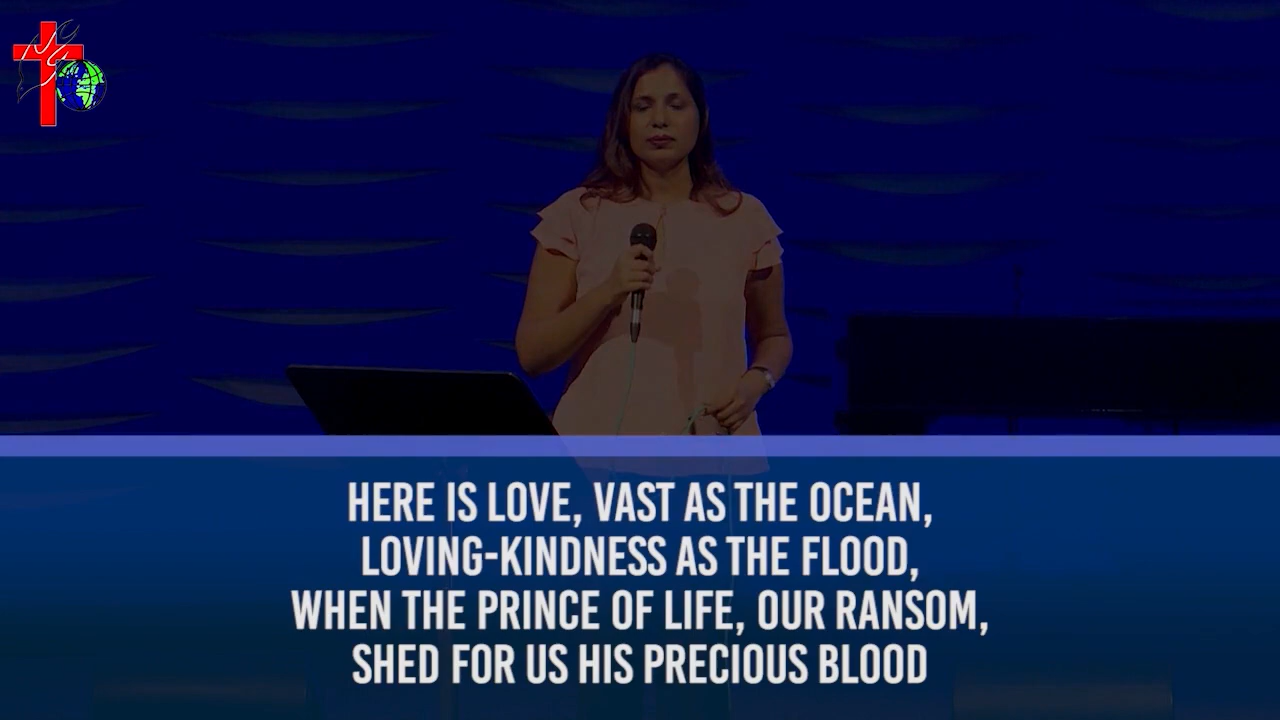 HERE IS LOVE, VAST AS THE OCEAN,
LOVING-KINDNESS AS THE FLOOD,
WHEN THE PRINCE OF LIFE, OUR RANSOM,
SHED FOR US HIS PRECIOUS BLOOD